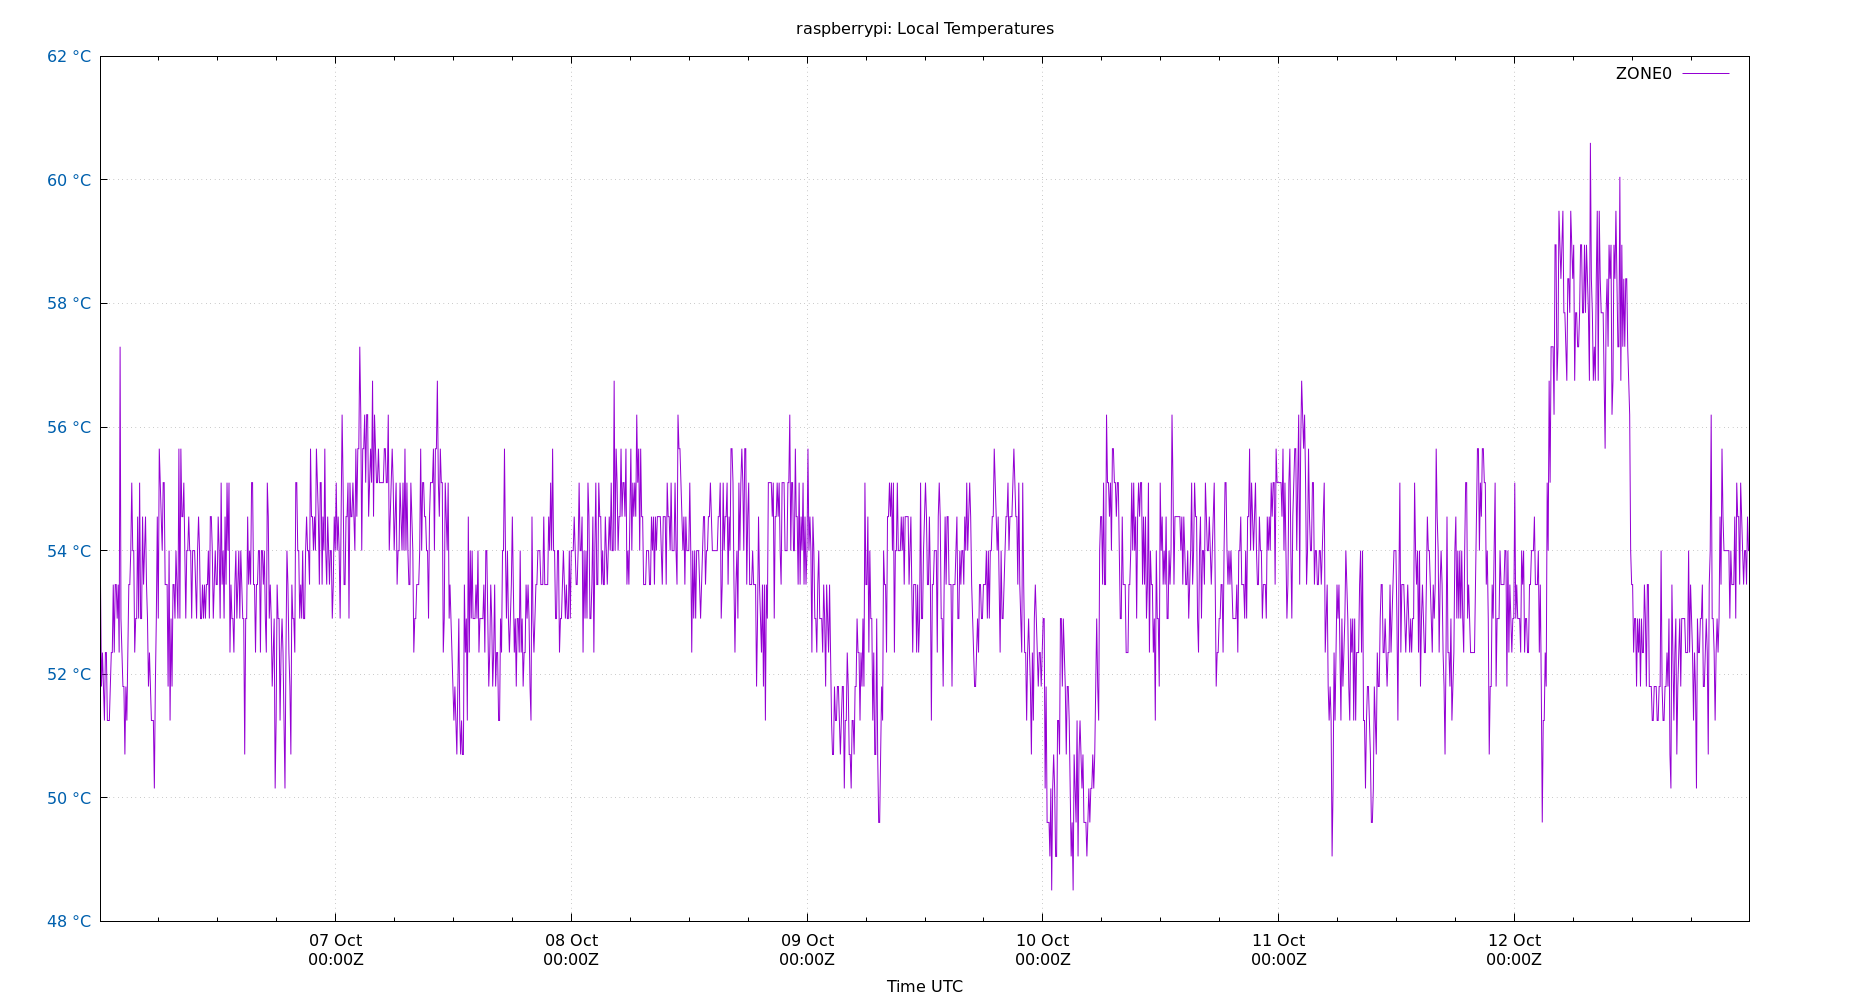 raspberrypi: Local Temperatures
62 °C
ZONE0
60 °C
58 °C
56 °C
54 °C
52 °C
50 °C
48 °C
07 Oct 08 Oct 09 Oct 10 Oct 11 Oct 12 Oct
00:00Z 00:00Z 00:00Z 00:00Z 00:00Z 00:00Z
Time UTC